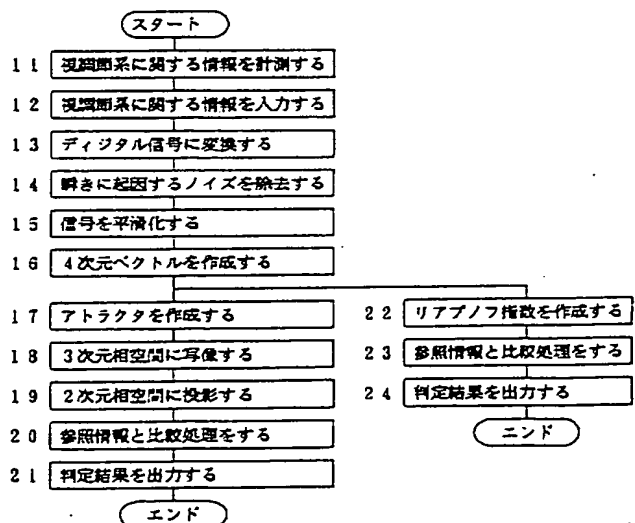 スタート
11 視調節系に関する情報を計測する
12 視調節系に関する情報を入力する
13 ディジタル信号に変換する
14 瞬きに起因するノイズを除去する
15 信号を平滑化する
16 4次元ベクトルを作成する
17 アトラクタを作成する
18 3次元相空間に写像する
19 2次元相空間に投影する
20 参照情報と比較処理をする
21 判定結果を出力する
エンド
22 リアプノフ指数を作成する
23 参照情報と比較処理をする
24 判定結果を出力する
エンド